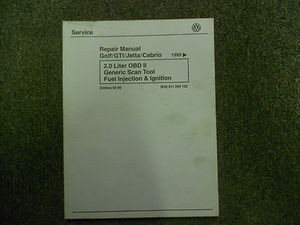 Service
Repair Manual
Golf/GTI/Jetta/Cabrio 1993 ▶
2.0 Liter OBD II
Generic Scan Tool
Fuel Injection & Ignition
Edition